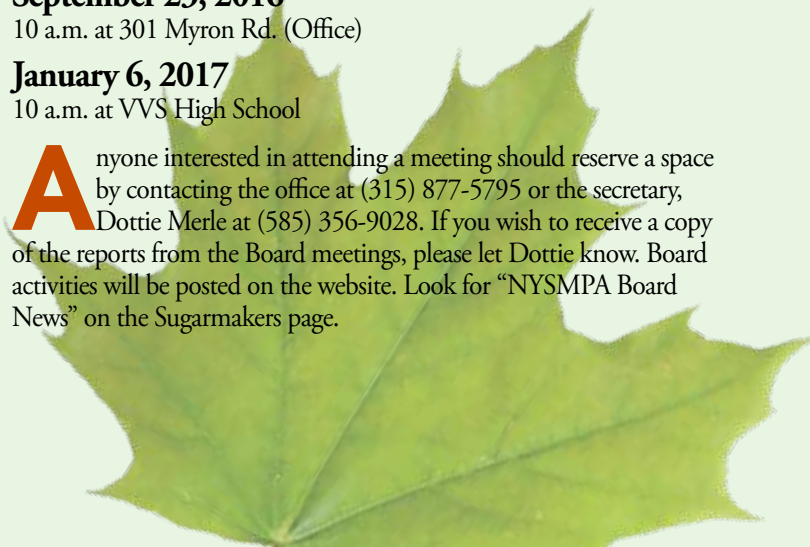 September 2016
10 a.m. at 301 Myron Rd. (Office)
January 6, 2017
10 a.m. at VVS High School
Anyone interested in attending a meeting should reserve a space
by contacting the office at (315) 877-5795 or the secretary,
Dottie Merle at (585) 356-9028. If you wish to receive a copy
of the reports from the Board meetings, please let Dottie know. Board
activities will be posted on the website. Look for “NYSMPA Board
News” on the Sugarmakers page.